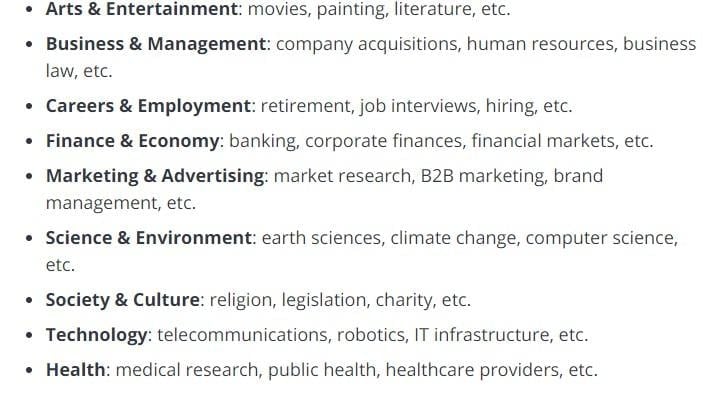 • Arts & Entertainment: movies, painting, literature, etc.
• Business & Management: company acquisitions, human resources, business
law, etc.
• Careers & Employment: retirement, job interviews, hiring, etc.
• Finance & Economy: banking, corporate finances, financial markets, etc.
• Marketing & Advertising: market research, B2B marketing, brand
management, etc.
• Science & Environment: earth sciences, climate change, computer science,
etc.
• Society & Culture: religion, legislation, charity, etc.
• Technology: telecommunications, robotics, IT infrastructure, etc.
• Health: medical research, public health, healthcare providers, etc.